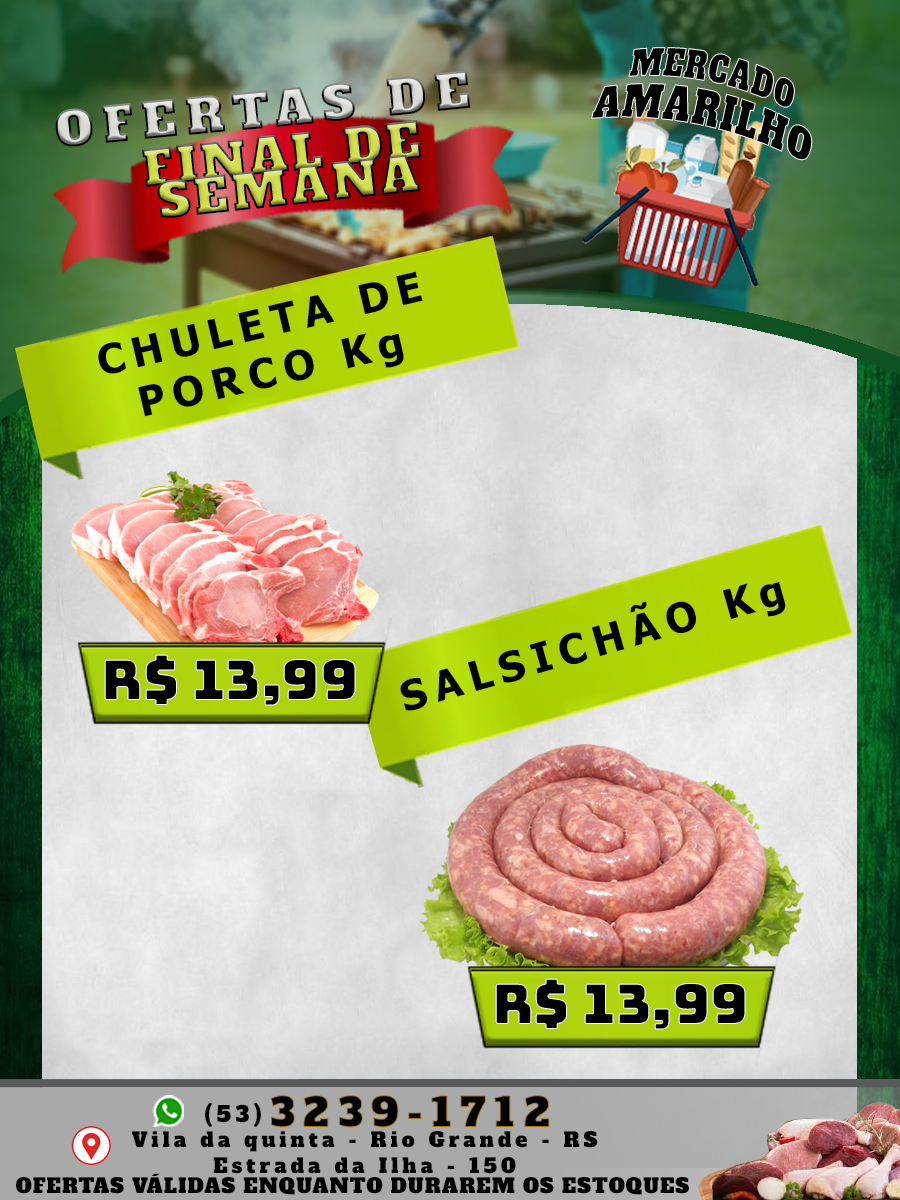 OFERTAS DE
FINAL DE
SEMANA
MERCADO
AMARILHO
CHULETA DE
PORCO Kg
R$ 13,99
SALSICHÃO Kg
R$ 13,99
(53) 3239-1712
Vila da quinta - Rio Grande - RS
Estrada da Ilha - 150
OFERTAS VÁLIDAS ENQUANTO DURAREM OS ESTOQUES